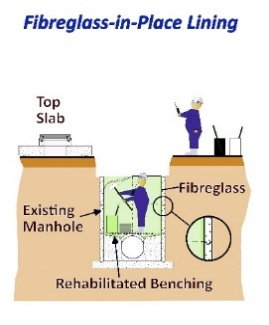 Fibreglass-in-Place Lining
Top
Slab
Fibreglass
Existing
Manhole
Rehabilitated Benching